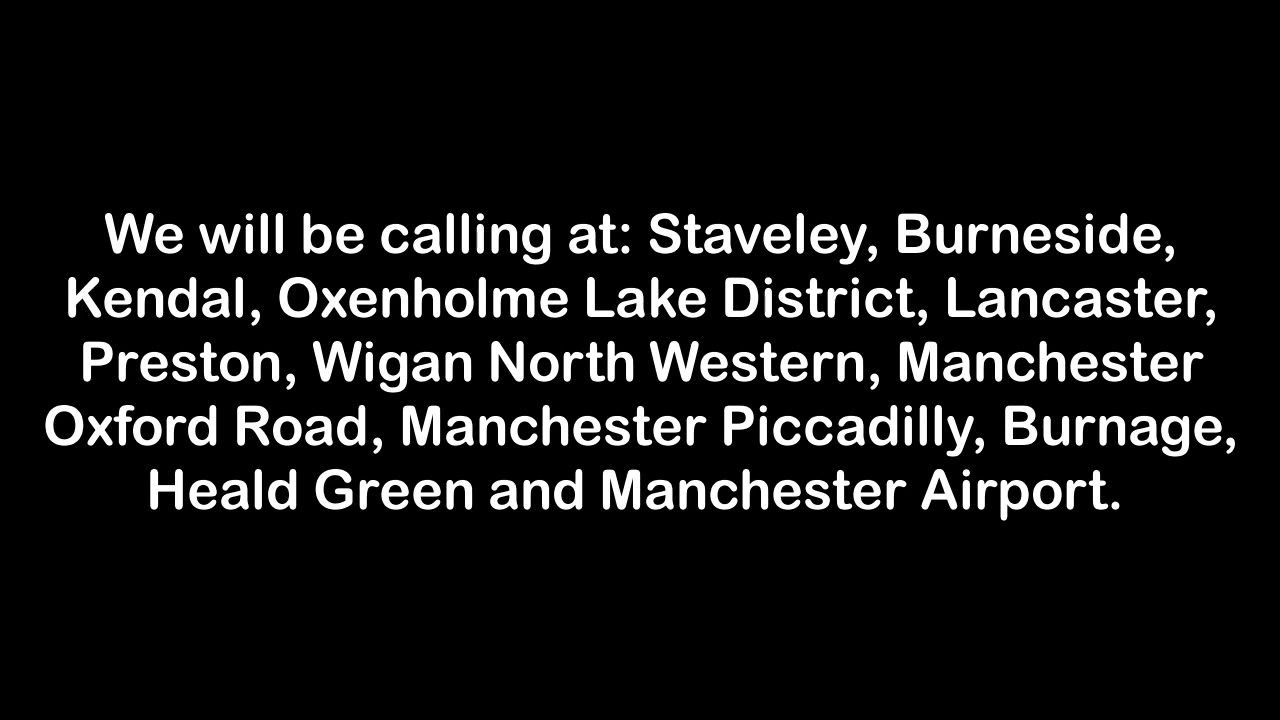 We will be calling at: Staveley, Burneside,
Kendal, Oxenholme Lake District, Lancaster,
Preston, Wigan North Western, Manchester
Oxford Road, Manchester Piccadilly, Burnage,
Heald Green and Manchester Airport.